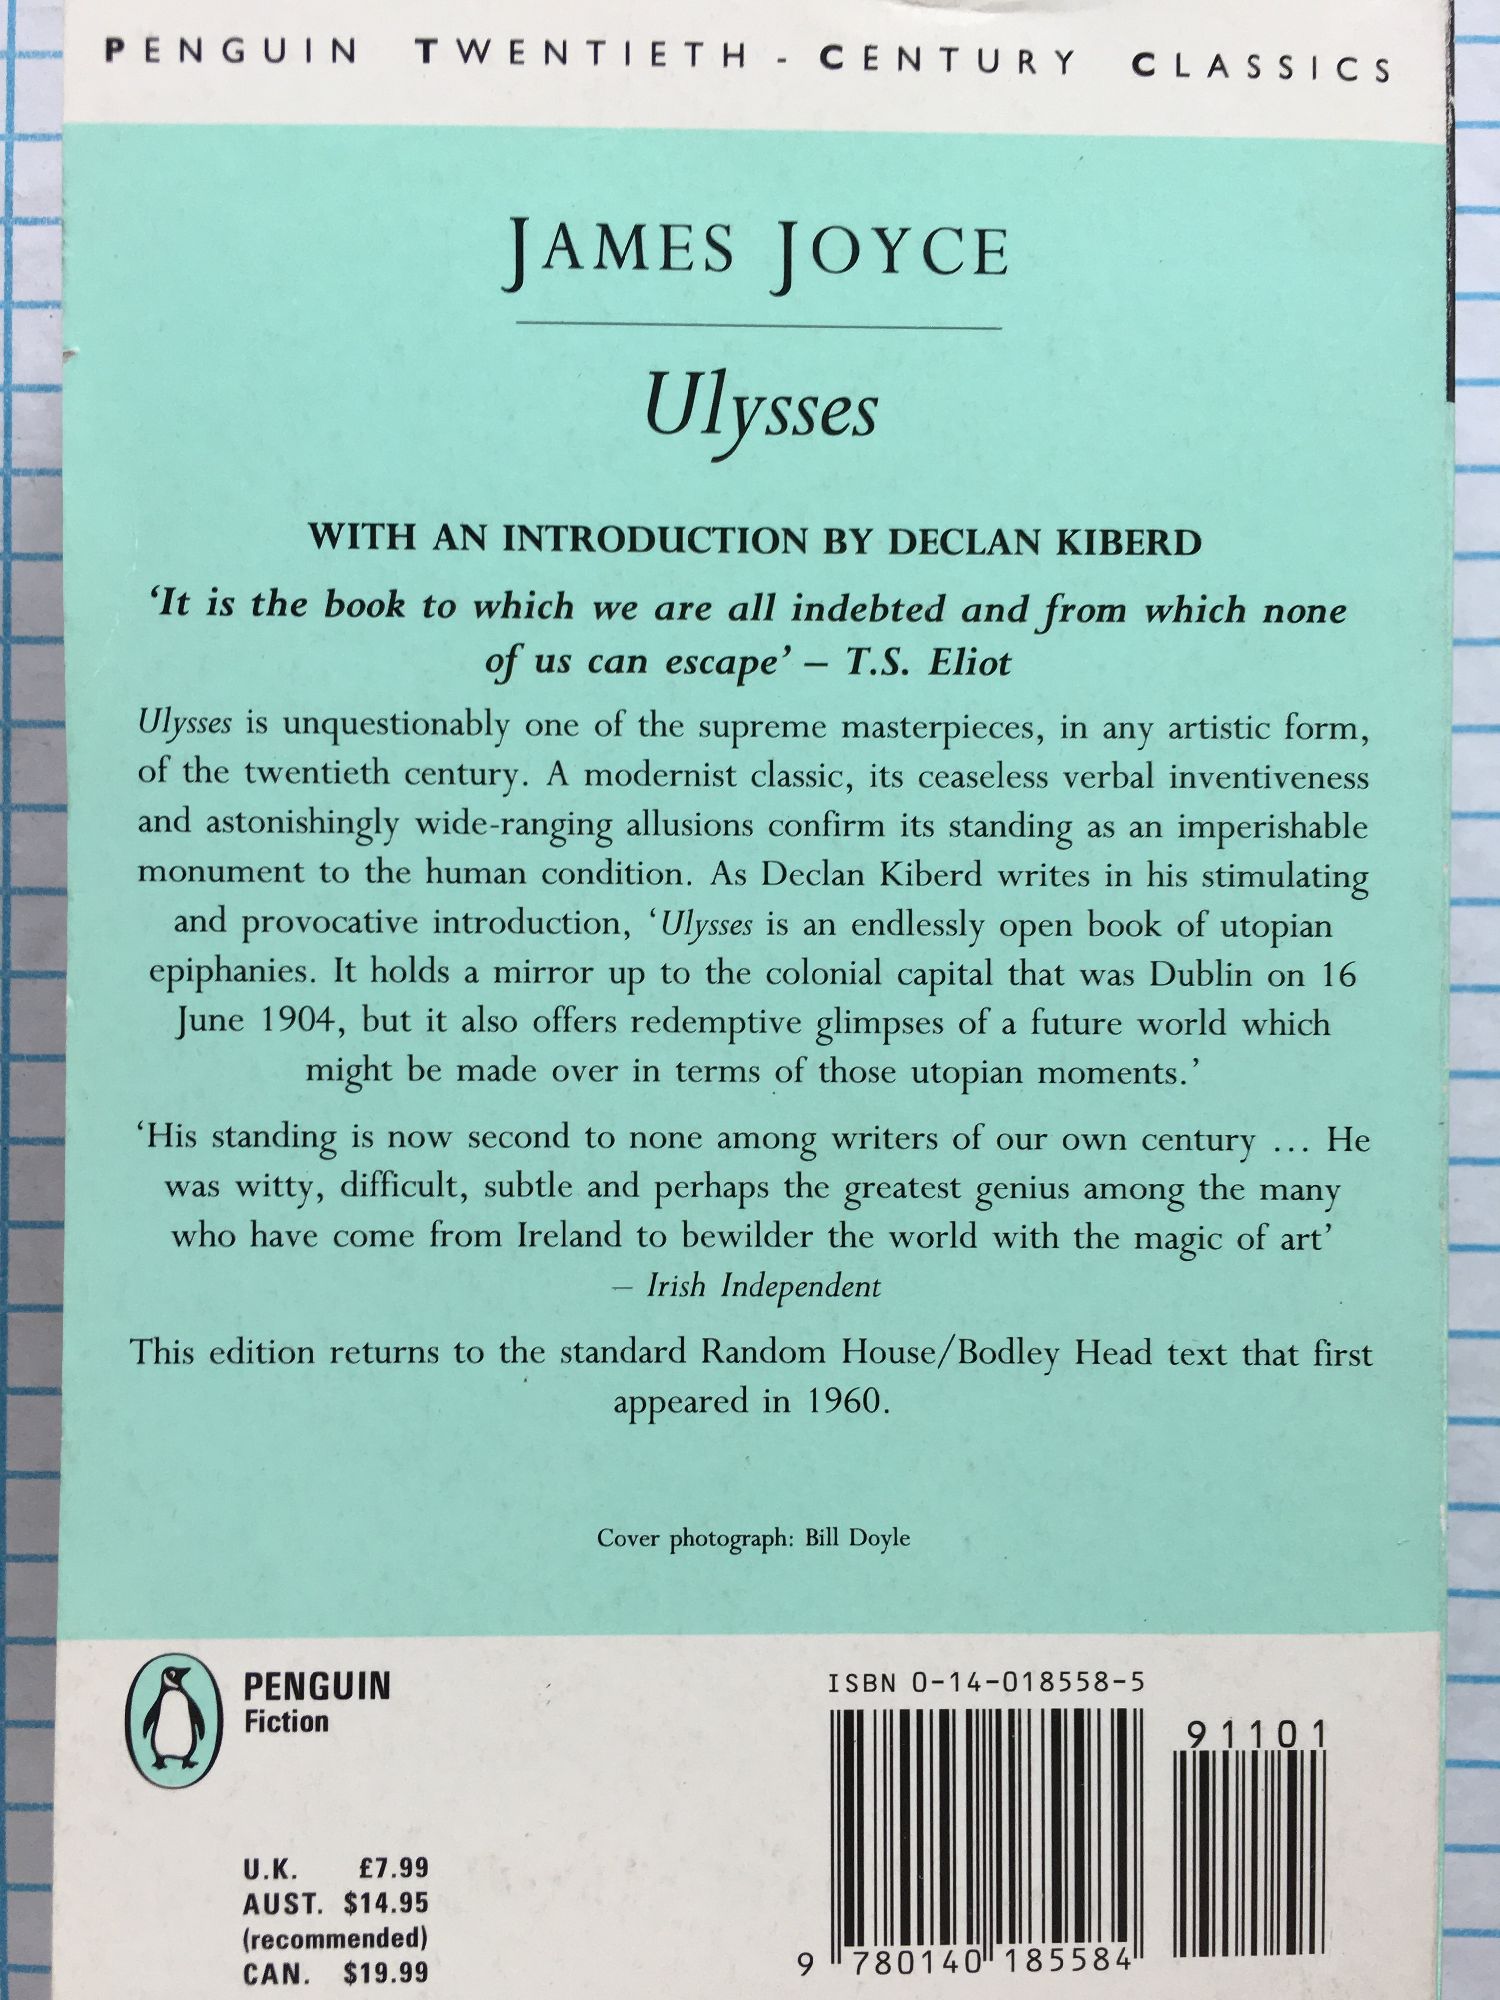 PENGUIN TWENTIETH-CENTURY CLASSICS
JAMES JOYCE
Ulysses
WITH AN INTRODUCTION BY DECLAN KIBERD
‘It is the book to which we are all indebted and from which none
of us can escape’ – T.S. Eliot
Ulysses is unquestionably one of the supreme masterpieces, in any artistic form,
of the twentieth century. A modernist classic, its ceaseless verbal inventiveness
and astonishingly wide-ranging allusions confirm its standing as an imperishable
monument to the human condition. As Declan Kiberd writes in his stimulating
and provocative introduction, ‘Ulysses is an endlessly open book of utopian
epiphanies. It holds a mirror up to the colonial capital that was Dublin on 16
June 1904, but it also offers redemptive glimpses of a future world which
might be made over in terms of those utopian moments.’
‘His standing is now second to none among writers of our own century … He
was witty, difficult, subtle and perhaps the greatest genius among the many
who have come from Ireland to bewilder the world with the magic of art’
– Irish Independent
This edition returns to the standard Random House/Bodley Head text that first
appeared in 1960.
Cover photograph: Bill Doyle
PENGUIN
Fiction
U.K. £7.99
AUST. $14.95
(recommended)
CAN. $19.99
ISBN 0-14-018558-5
91101
9 780140 185584